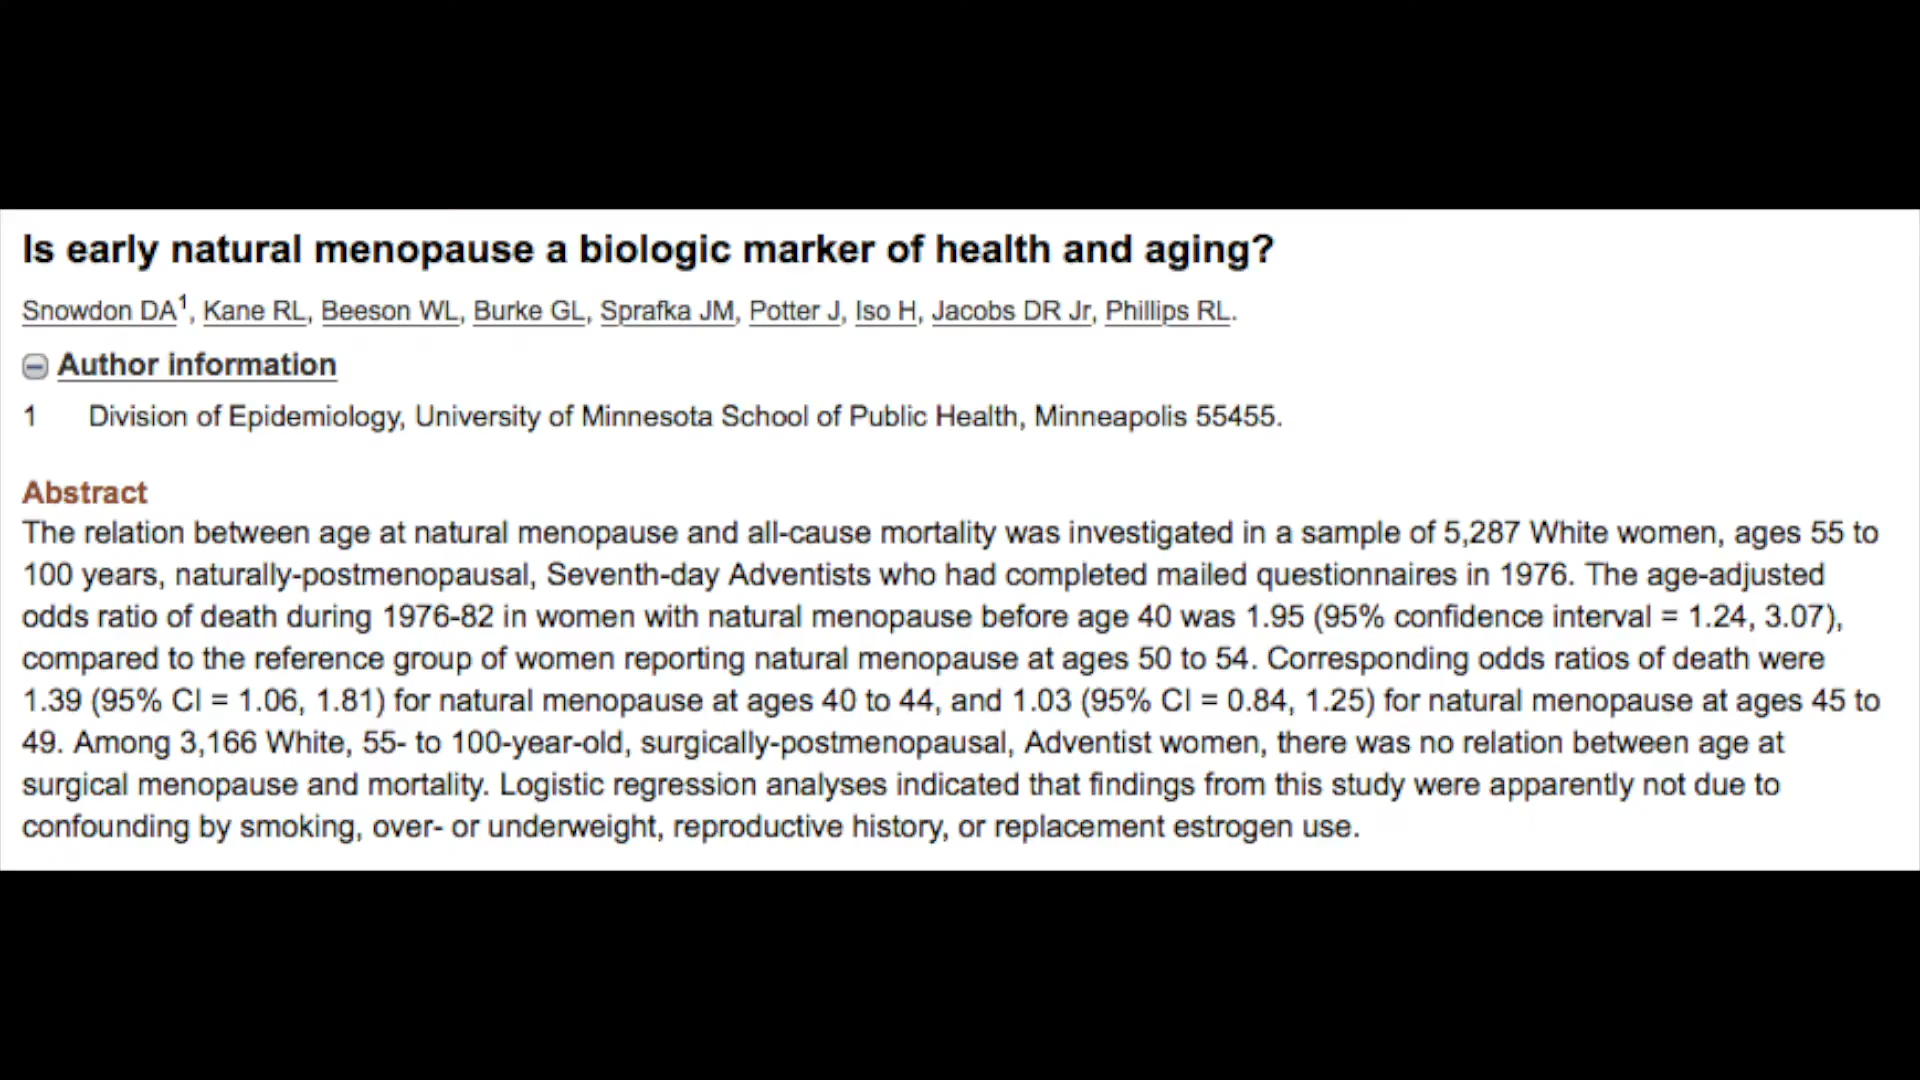 Is early natural menopause a biologic marker of health and aging?
Snowdon DA1, Kane RL, Beeson WL, Burke GL, Sprafka JM, Potter J, Iso H, Jacobs DR Jr, Phillips RL.
Author information
1 Division of Epidemiology, University of Minnesota School of Public Health, Minneapolis 55455.
Abstract
The relation between age at natural menopause and all-cause mortality was investigated in a sample of 5,287 White women, ages 55 to
100 years, naturally-postmenopausal, Seventh-day Adventists who had completed mailed questionnaires in 1976. The age-adjusted
odds ratio of death during 1976-82 in women with natural menopause before age 40 was 1.95 (95% confidence interval = 1.24, 3.07),
compared to the reference group of women reporting natural menopause at ages 50 to 54. Corresponding odds ratios of death were
1.39 (95% CI = 1.06, 1.81) for natural menopause at ages 40 to 44, and 1.03 (95% CI = 0.84, 1.25) for natural menopause at ages 45 to
49. Among 3,166 White, 55- to 100-year-old, surgically-postmenopausal, Adventist women, there was no relation between age at
surgical menopause and mortality. Logistic regression analyses indicated that findings from this study were apparently not due to
confounding by smoking, over- or underweight, reproductive history, or replacement estrogen use.